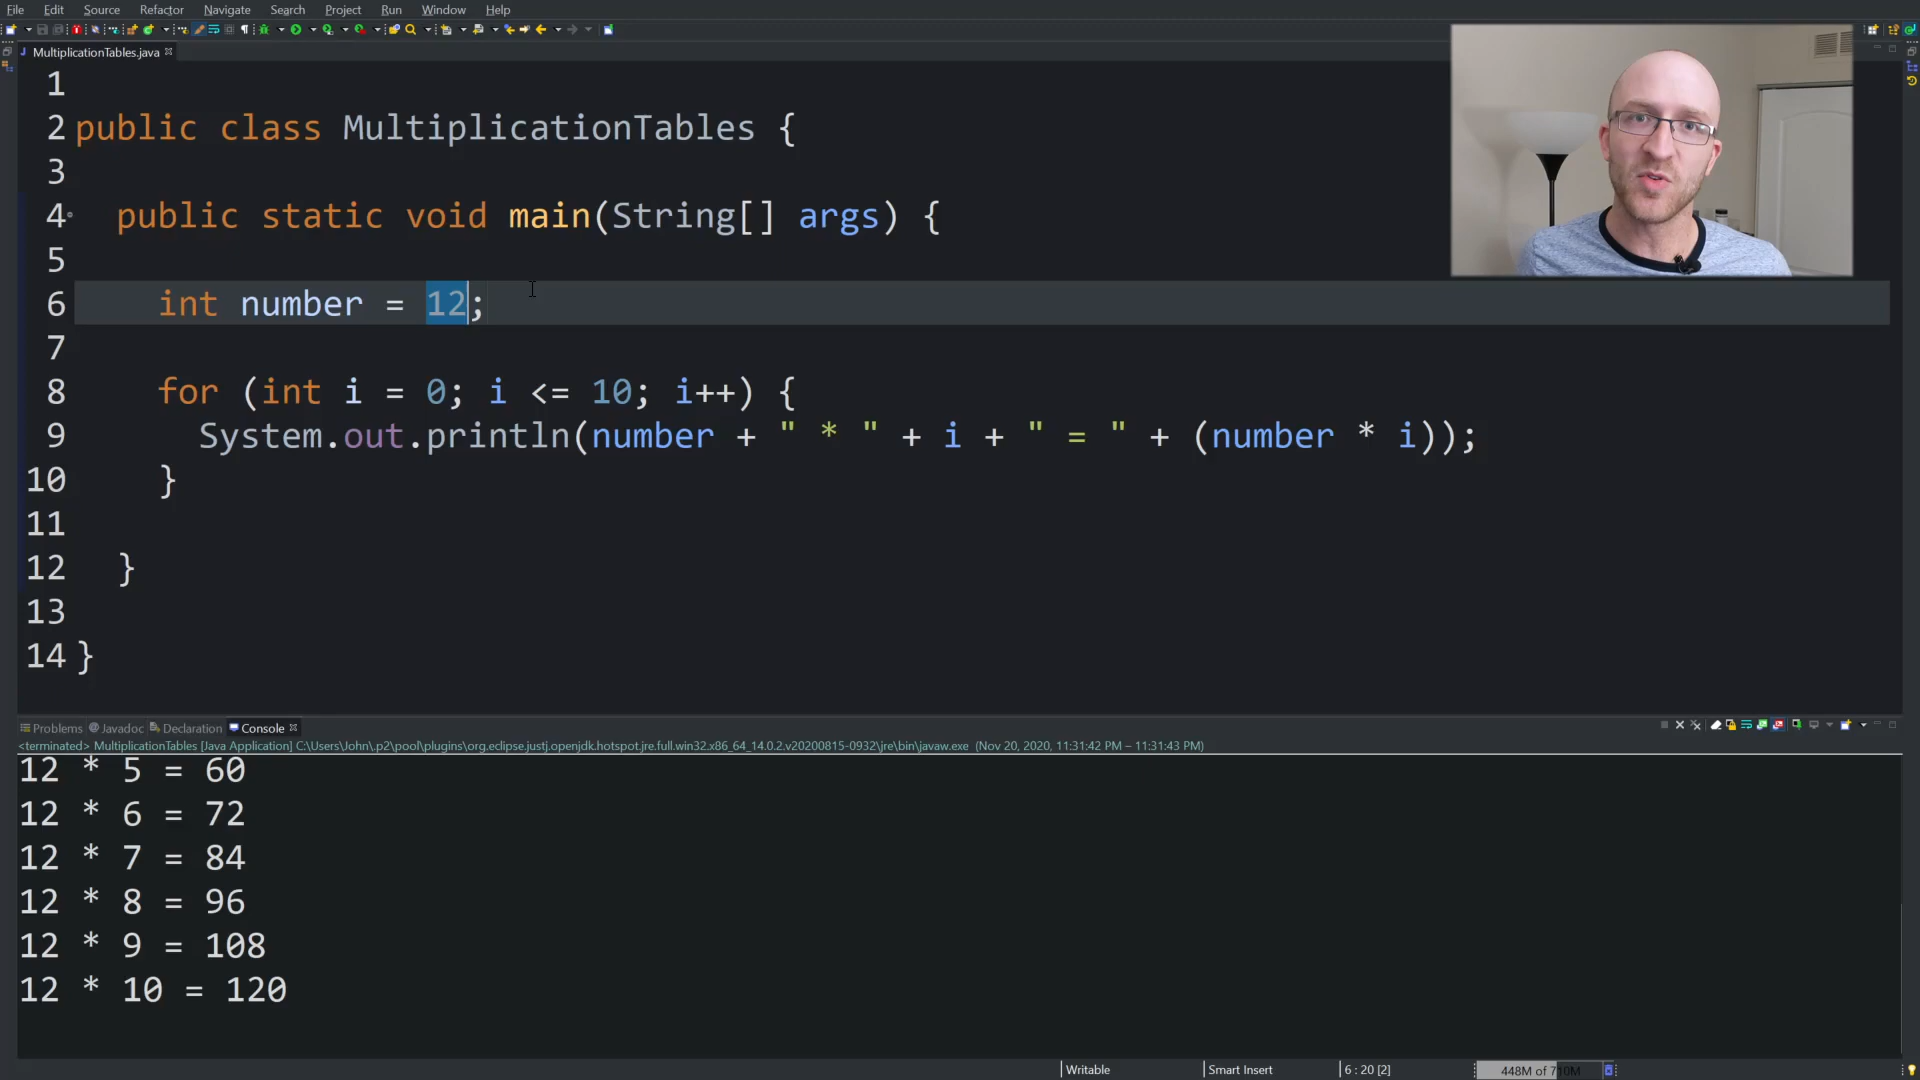 File Edit Source Refactor Navigate Search Project Run Window Help
MultiplicationTables.java
1
2 public class MultiplicationTables {
3
4 public static void main(String[] args) {
5
6 int number = 12;
7
8 for (int i = 0; i <= 10; i++) {
9 System.out.println(number + " * " + i + " = " + (number * i));
10 }
11
12 }
13
14 }
Problems @ Javadoc Declaration Console
<terminated> MultiplicationTables [Java Application] C:\Users\John\.p2\pool\plugins\org.eclipse.justj.openjdk.hotspot.jre.full.win32.x86_64_14.0.2.v20200815-0932\jre\bin\javaw.exe (Nov 20, 2020, 11:31:42 PM – 11:31:43 PM)
12 * 5 = 60
12 * 6 = 72
12 * 7 = 84
12 * 8 = 96
12 * 9 = 108
12 * 10 = 120
Writable Smart Insert 6 : 20 [2] 448M of 710M